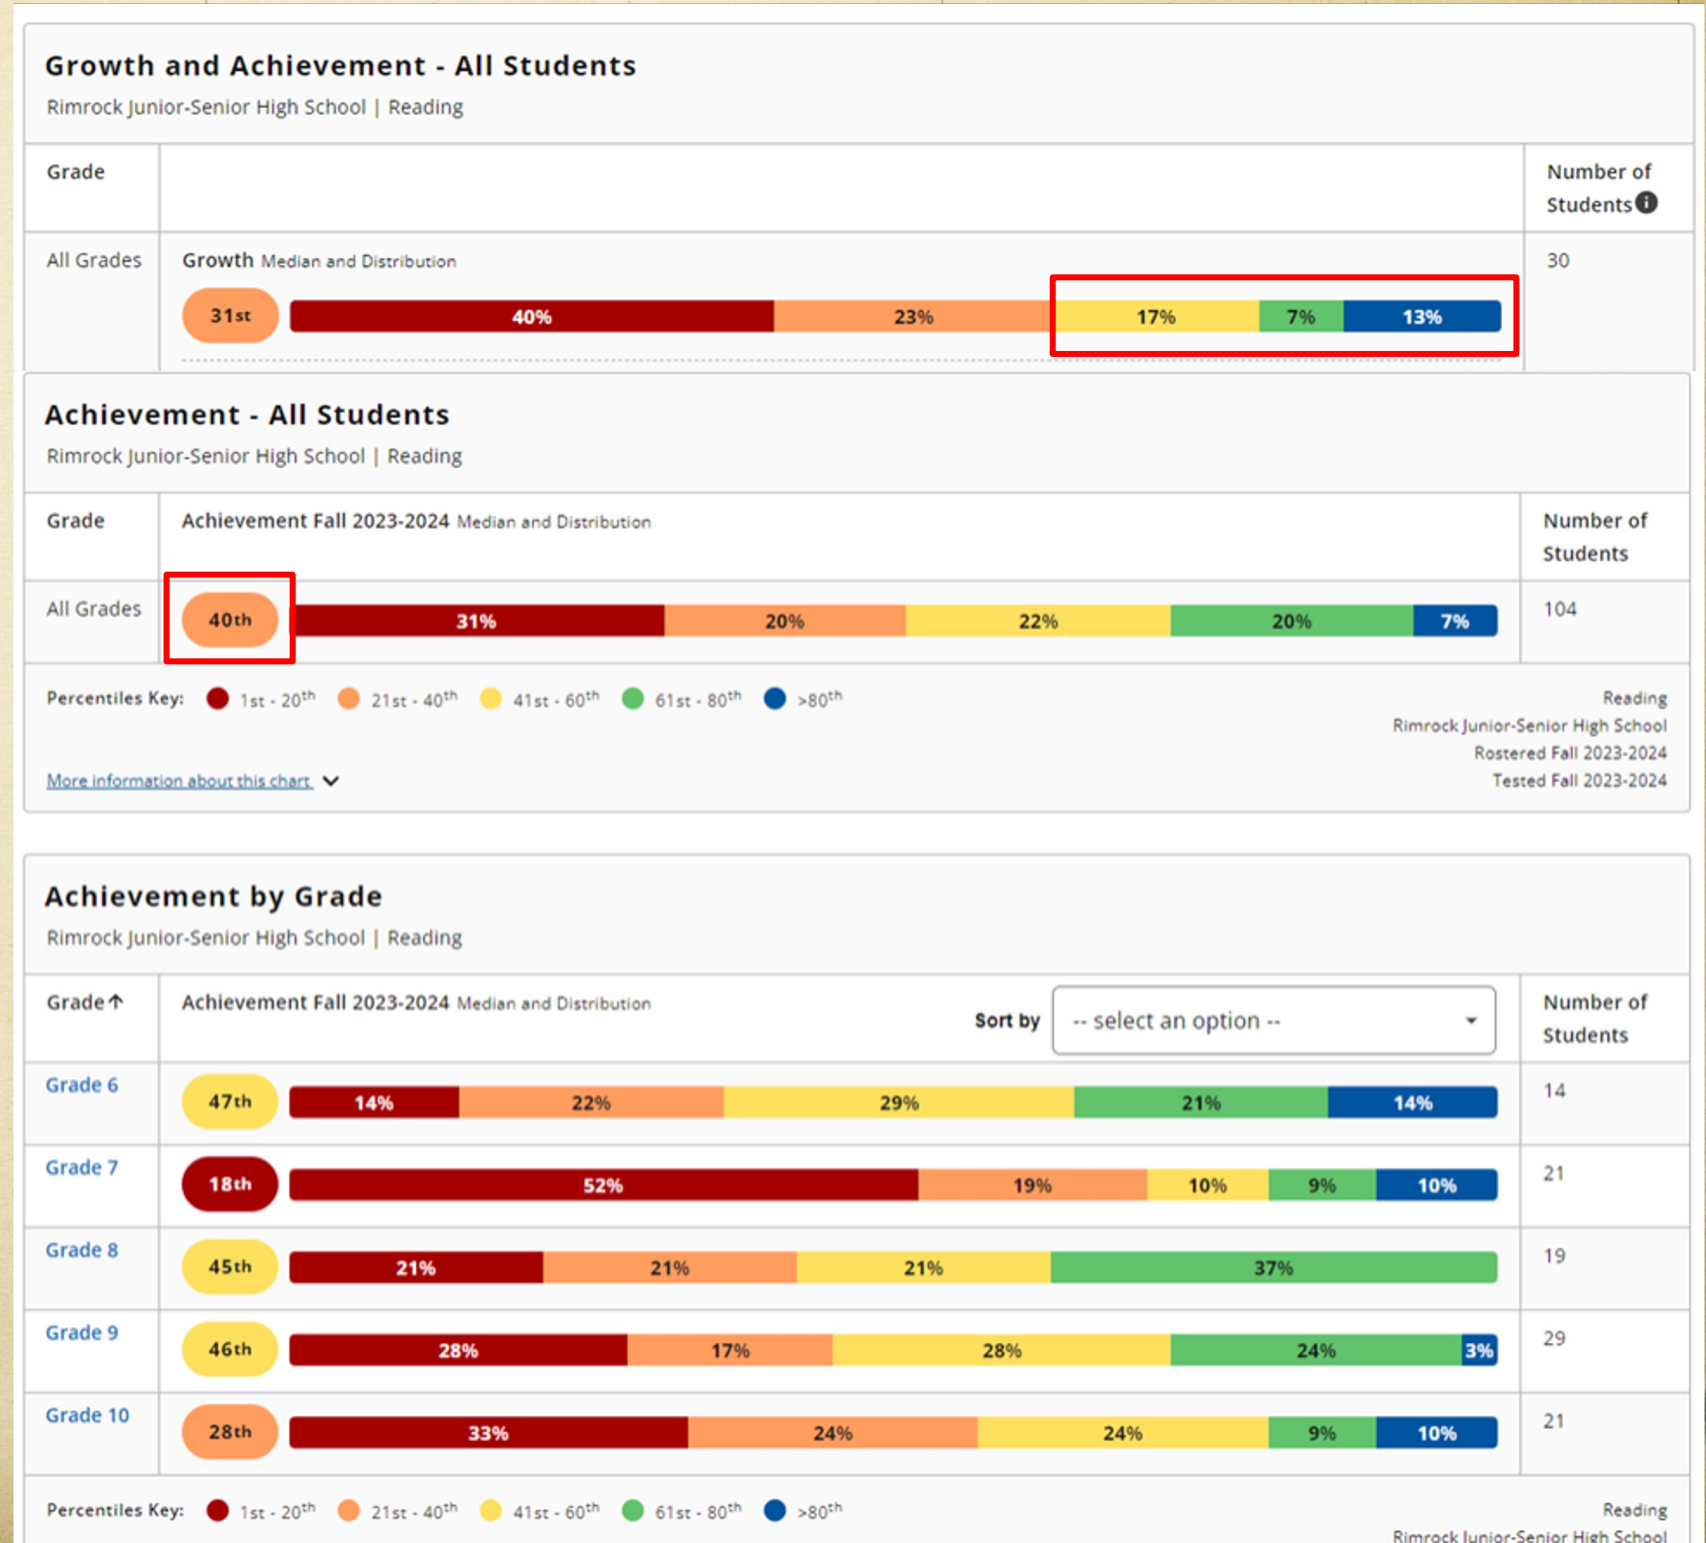 Growth and Achievement - All Students
Rimrock Junior-Senior High School | Reading
Grade
Number of
Students
All Grades
Growth Median and Distribution
30
31st 40% 23% 17% 7% 13%
Achievement - All Students
Rimrock Junior-Senior High School | Reading
Grade
Achievement Fall 2023-2024 Median and Distribution
Number of
Students
All Grades
40th 31% 20% 22% 20% 7%
104
Percentiles Key: 1st - 20th 21st - 40th 41st - 60th 61st - 80th >80th
Reading
Rimrock Junior-Senior High School
Rostered Fall 2023-2024
Tested Fall 2023-2024
More information about this chart
Achievement by Grade
Rimrock Junior-Senior High School | Reading
Grade
Achievement Fall 2023-2024 Median and Distribution
Sort by -- select an option --
Number of
Students
Grade 6 47th 14% 22% 29% 21% 14% 14
Grade 7 18th 52% 19% 10% 9% 10% 21
Grade 8 45th 21% 21% 21% 37% 19
Grade 9 46th 28% 17% 28% 24% 3% 29
Grade 10 28th 33% 24% 24% 9% 10% 21
Percentiles Key: 1st - 20th 21st - 40th 41st - 60th 61st - 80th >80th
Reading
Rimrock Junior-Senior High School